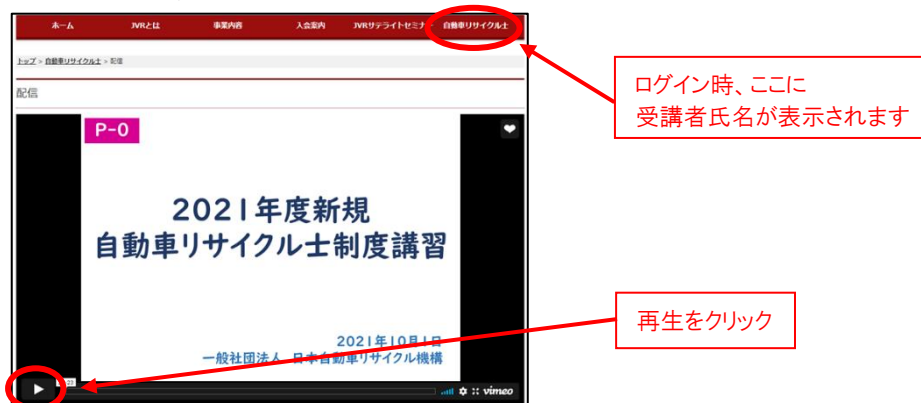 ホーム JVRとは 事業内容 入会案内 JVRサテライトセミナー 自動車リサイクル士
トップ > 自動車リサイクル士 > 配信
ログイン時、ここに
受講者氏名が表示されます
配信
P-0
2021年度新規
自動車リサイクル士制度講習
再生をクリック
2021年10月1日
一般社団法人 日本自動車リサイクル機構
vimeo